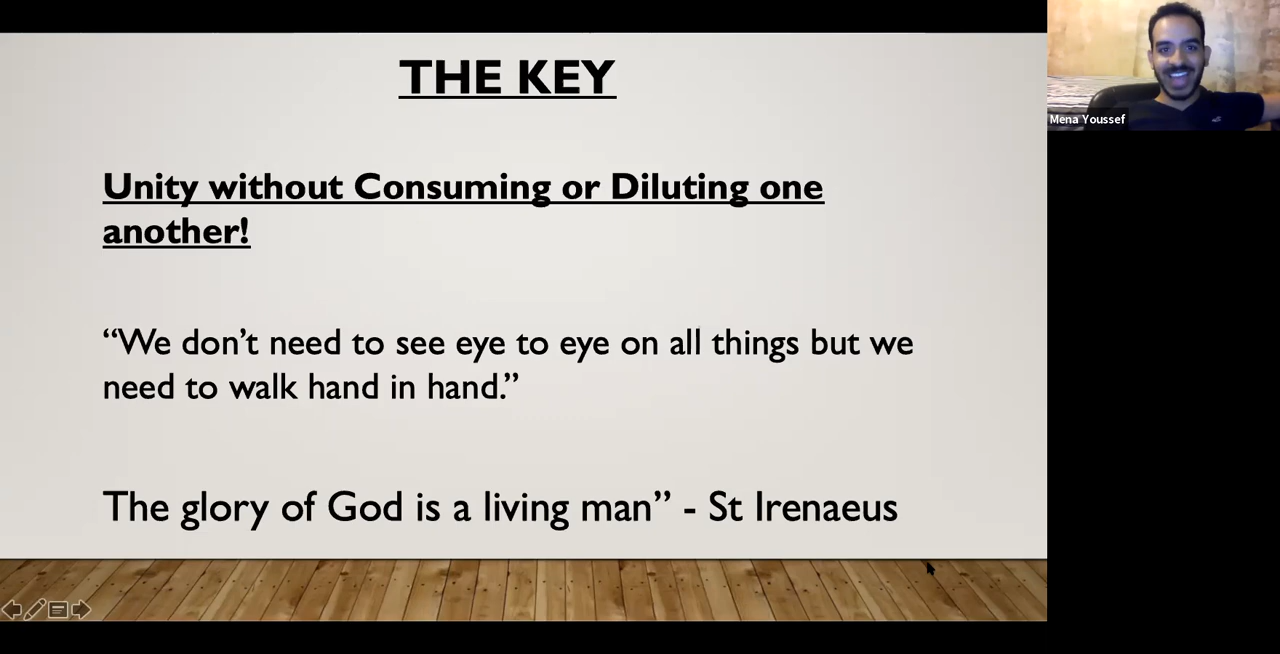 THE KEY
Unity without Consuming or Diluting one
another!
“We don’t need to see eye to eye on all things but we
need to walk hand in hand.”
The glory of God is a living man” - St Irenaeus
Mena Youssef